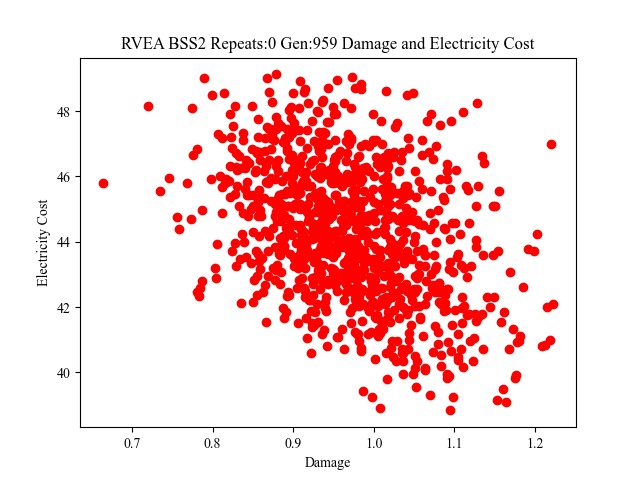 RVEA BSS2 Repeats:0 Gen:959 Damage and Electricity Cost
48
46
44
42
40
Electricity Cost
0.7 0.8 0.9 1.0 1.1 1.2
Damage